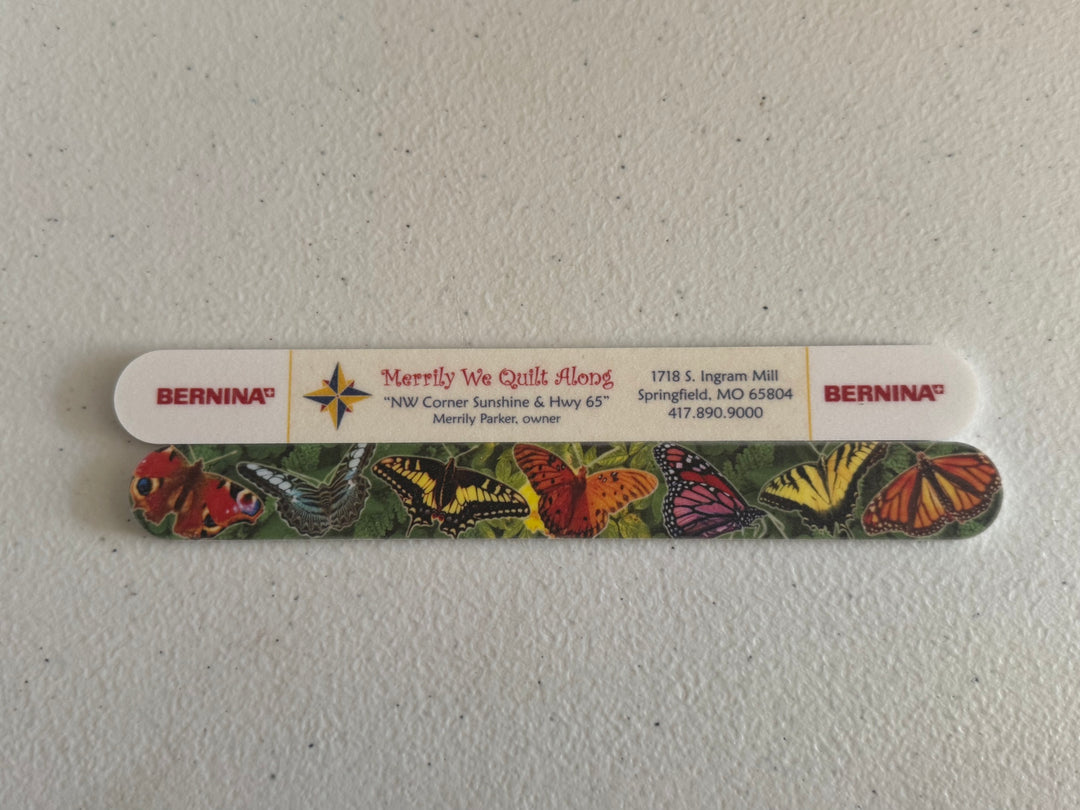 BERNINA
Merrily We Quilt Along
"NW Corner Sunshine & Hwy 65"
Merrily Parker, owner
1718 S. Ingram Mill
Springfield, MO 65804
417.890.9000
BERNINA